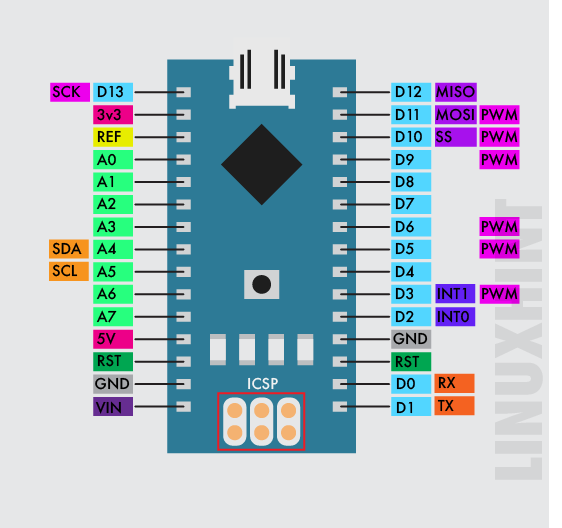 SCK D13
3v3
REF
A0
A1
A2
A3
SDA A4
SCL A5
A6
A7
5V
RST
GND
VIN
ICSP
D12 MISO
D11 MOSI PWM
D10 SS PWM
D9 PWM
D8
D7
D6 PWM
D5 PWM
D4
D3 INT1 PWM
D2 INT0
GND
RST
D0 RX
D1 TX
LINUXHINT